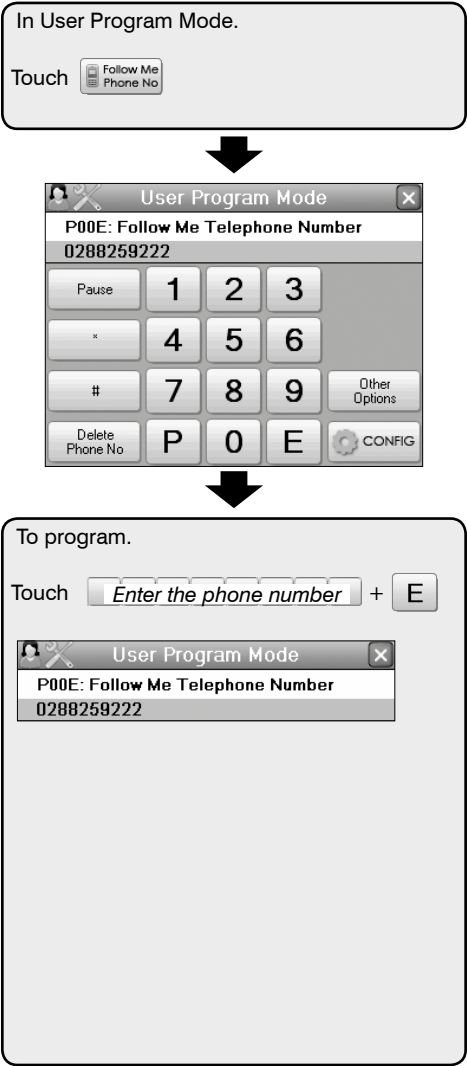 In User Program Mode.
Touch Follow Me Phone No
User Program Mode
P00E: Follow Me Telephone Number
0288259222
Pause 1 2 3
* 4 5 6
# 7 8 9 Other Options
Delete Phone No P 0 E CONFIG
To program.
Touch Enter the phone number + E
User Program Mode
P00E: Follow Me Telephone Number
0288259222